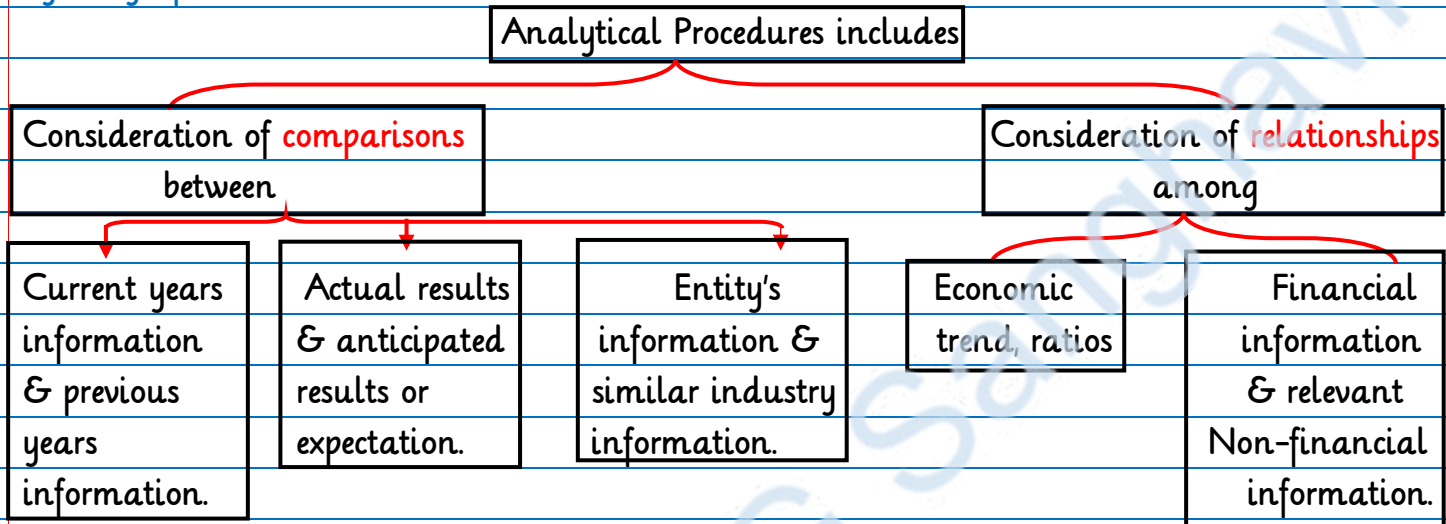 Analytical Procedures includes
Consideration of comparisons
between
Consideration of relationships
among
Current years
information
& previous
years
information.
Actual results
& anticipated
results or
expectation.
Entity's
information &
similar industry
information.
Economic
trend, ratios
Financial
information
& relevant
Non-financial
information.
Sanghavi